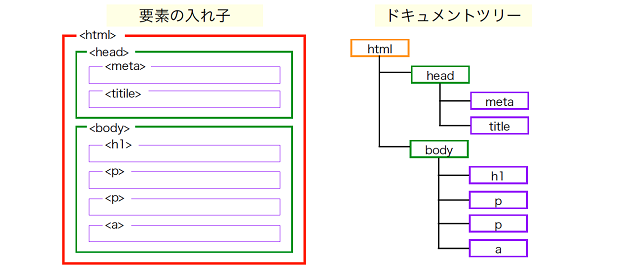 要素の入れ子
<html>
<head>
<meta>
<titile>
<body>
<h1>
<p>
<p>
<a>
ドキュメントツリー
html
head
meta
title
body
h1
p
p
a